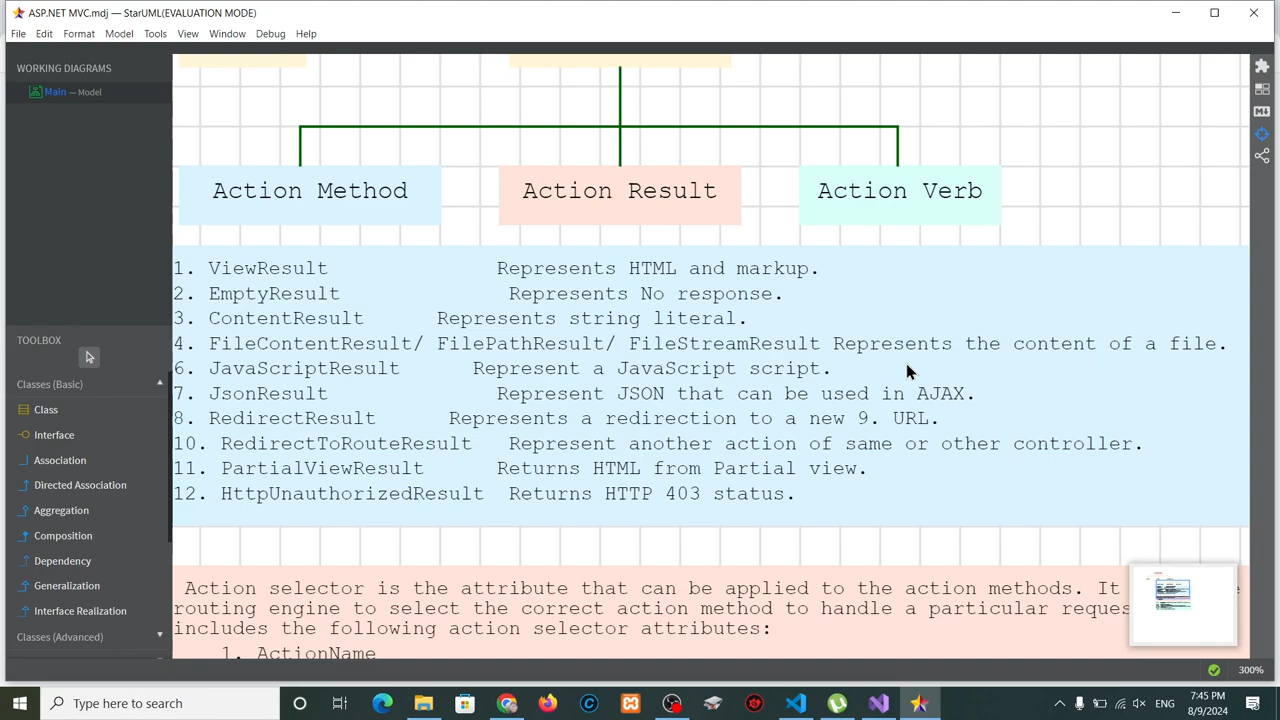 ASP.NET MVC.mdj — StarUML(EVALUATION MODE)
File Edit Format Model Tools View Window Debug Help
WORKING DIAGRAMS
Main — Model
Action Method Action Result Action Verb
1. ViewResult Represents HTML and markup.
2. EmptyResult Represents No response.
3. ContentResult Represents string literal.
4. FileContentResult/ FilePathResult/ FileStreamResult Represents the content of a file.
6. JavaScriptResult Represent a JavaScript script.
7. JsonResult Represent JSON that can be used in AJAX.
8. RedirectResult Represents a redirection to a new 9. URL.
10. RedirectToRouteResult Represent another action of same or other controller.
11. PartialViewResult Returns HTML from Partial view.
12. HttpUnauthorizedResult Returns HTTP 403 status.
Action selector is the attribute that can be applied to the action methods. It
routing engine to select the correct action method to handle a particular
includes the following action selector attributes:
1. ActionName
TOOLBOX
Classes (Basic)
Class
Interface
Association
Directed Association
Aggregation
Composition
Dependency
Generalization
Interface Realization
Classes (Advanced)
300%
Type here to search
ENG
7:45 PM
8/9/2024